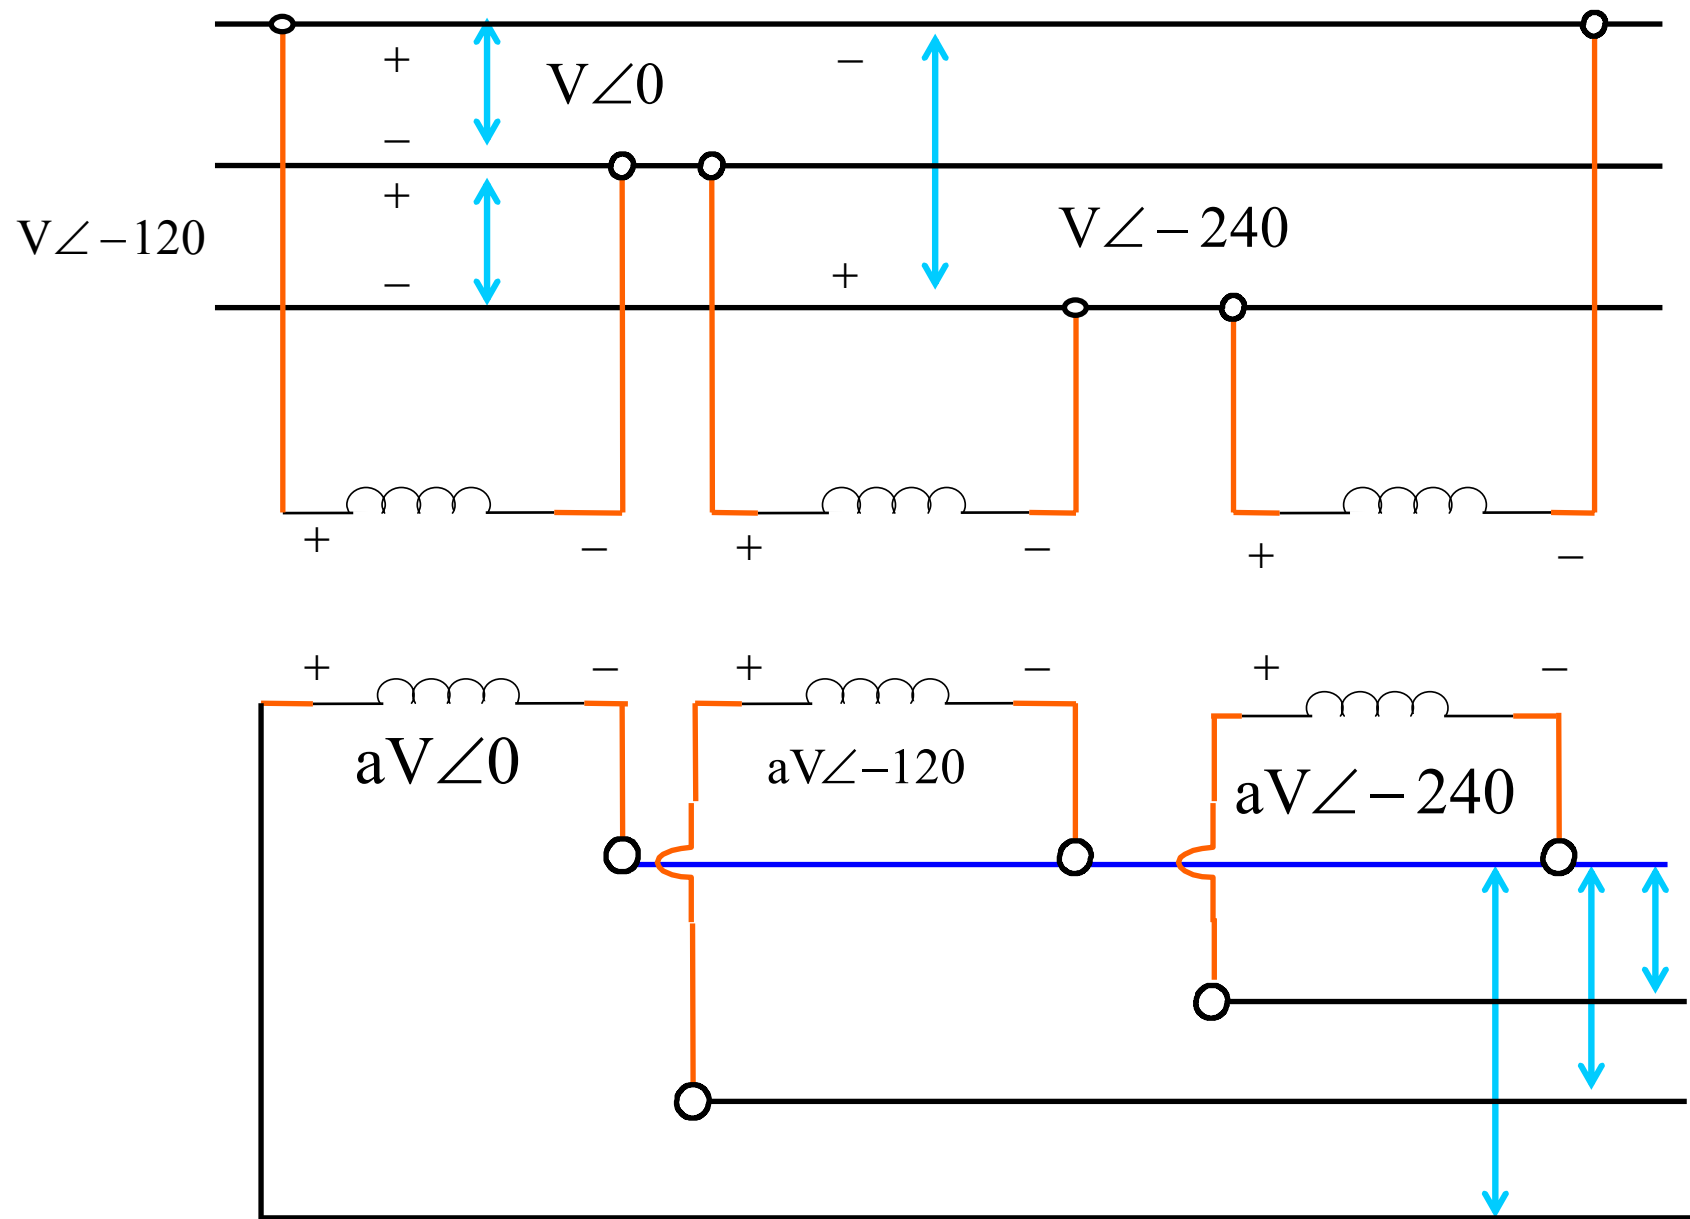 + −
V∠0
−
+
V∠−120
V∠−240
− +
+ − + − + −
+ − + − + −
aV∠0 aV∠−120 aV∠−240